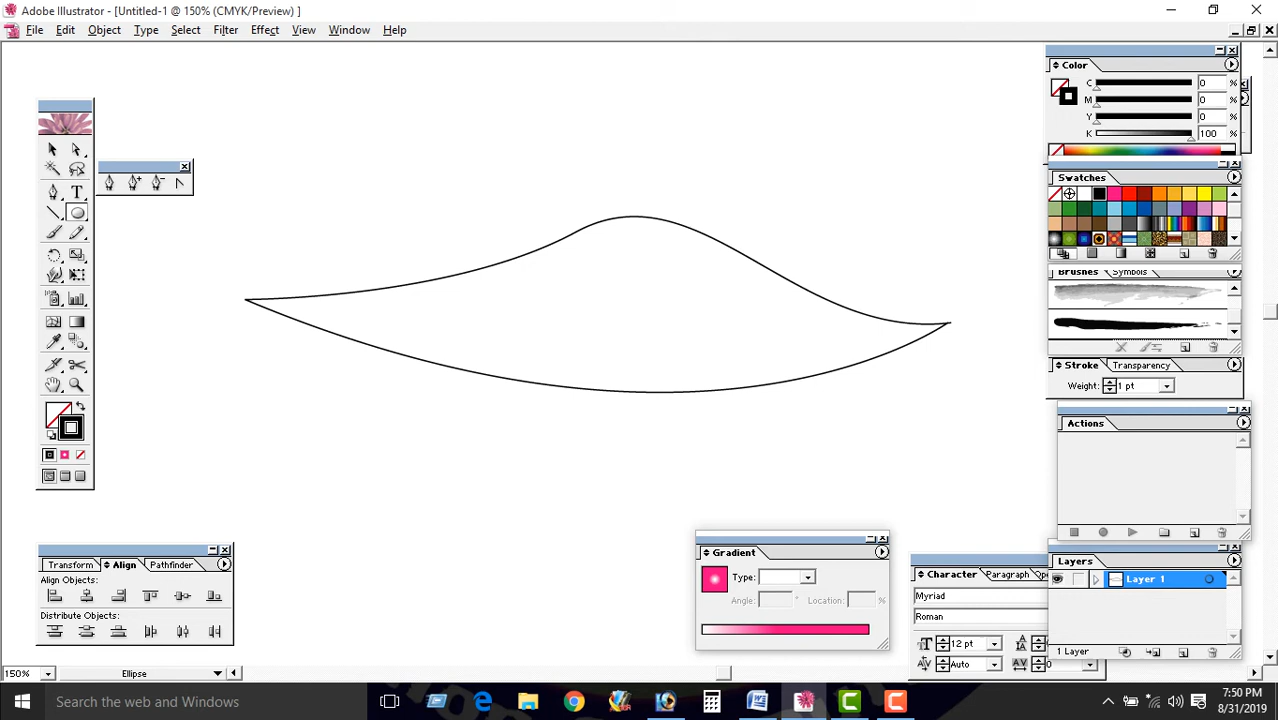 Adobe Illustrator - [Untitled-1 @ 150% (CMYK/Preview) ]
File Edit Object Type Select Filter Effect View Window Help
Color
C 0 %
M 0 %
Y 0 %
K 100 %
Swatches
Brushes Symbols
Stroke Transparency
Weight: 1 pt
Actions
Transform Align Pathfinder
Align Objects:
Distribute Objects:
Gradient
Type:
Angle: ° Location: %
Character Paragraph
Myriad
Roman
12 pt
Auto 0
Layers
Layer 1
1 Layer
150% Ellipse
Search the web and Windows
7:50 PM
8/31/2019